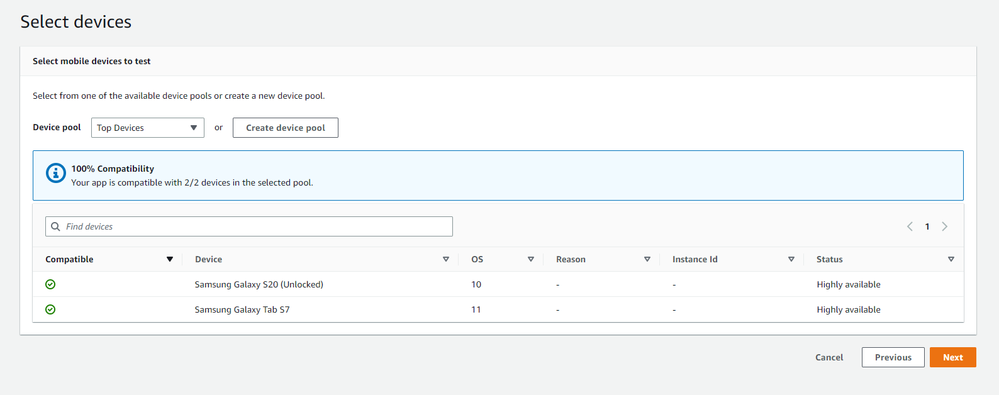 Select devices
Select mobile devices to test
Select from one of the available device pools or create a new device pool.
Device pool Top Devices or Create device pool
100% Compatibility
Your app is compatible with 2/2 devices in the selected pool.
Find devices 1
Compatible Device OS Reason Instance Id Status
Samsung Galaxy S20 (Unlocked) 10 - - Highly available
Samsung Galaxy Tab S7 11 - - Highly available
Cancel Previous Next